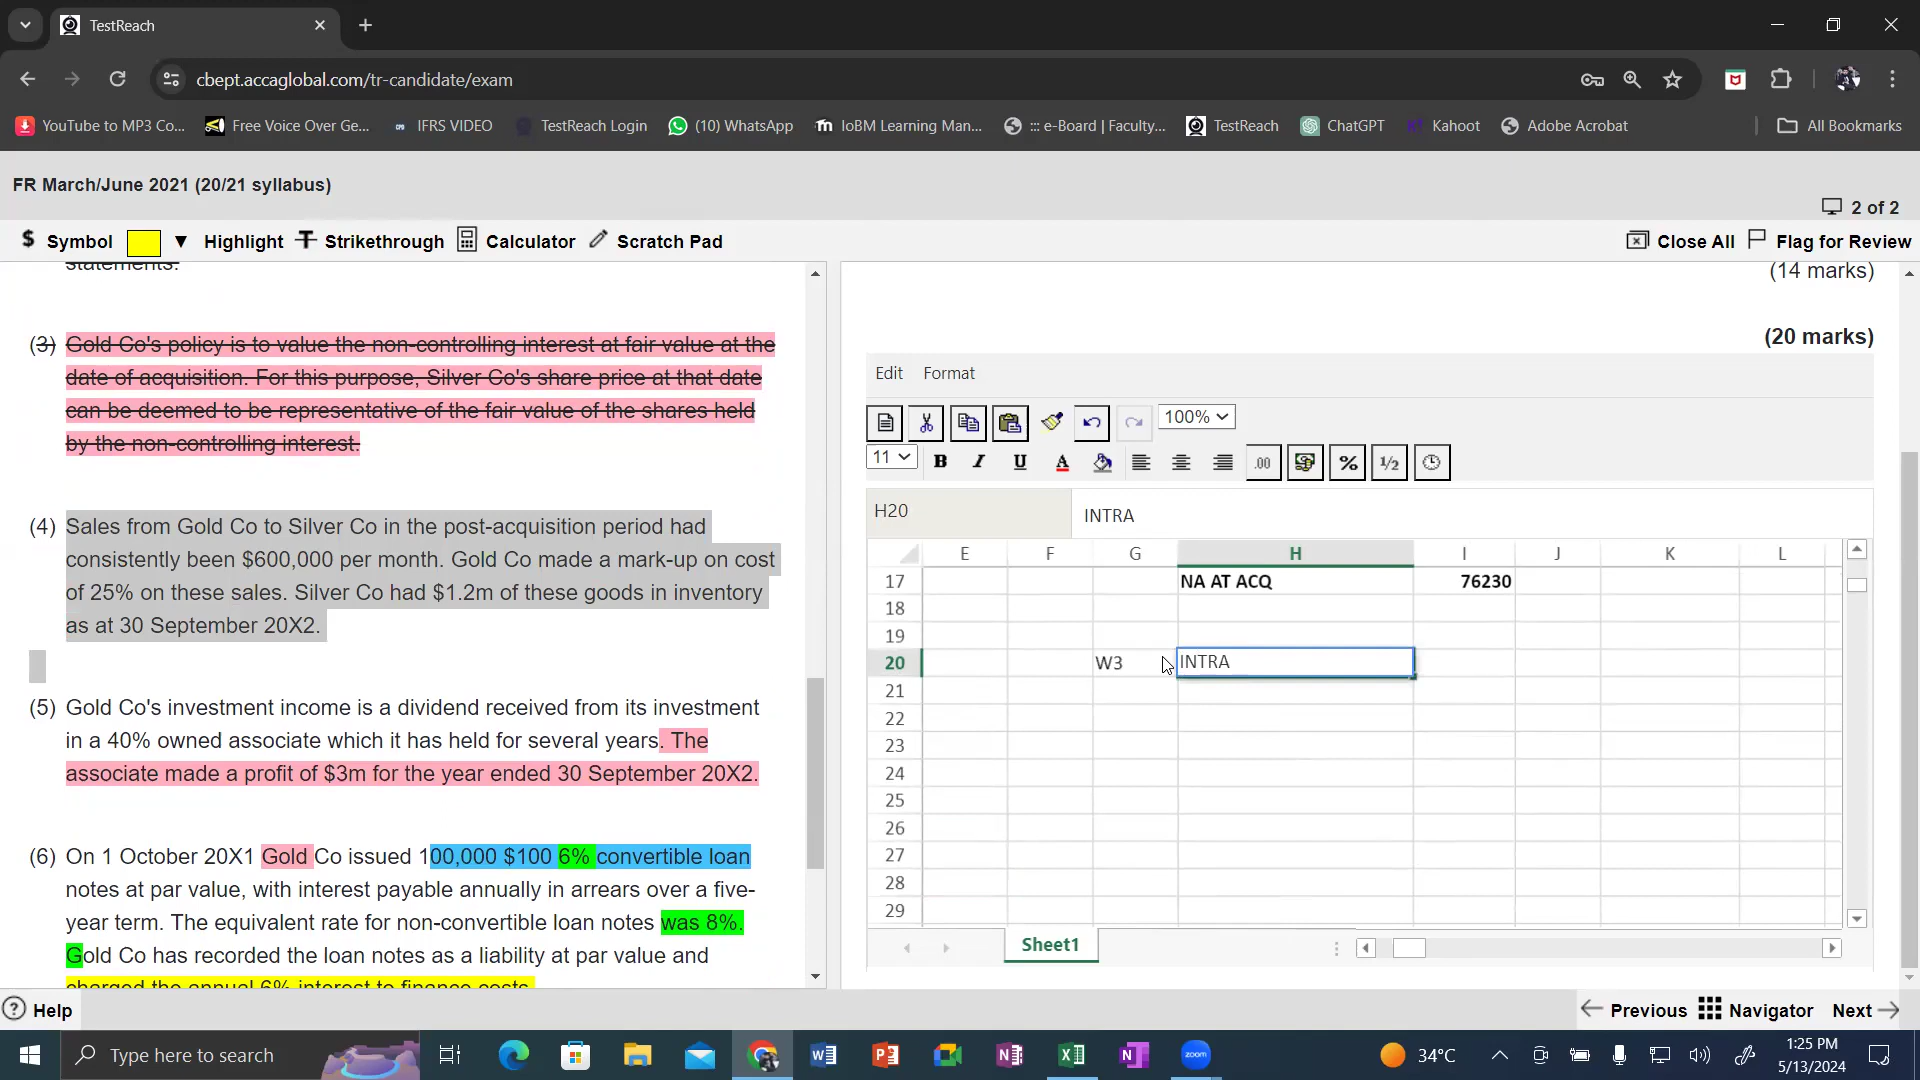 TestReach
cbept.accaglobal.com/tr-candidate/exam
YouTube to MP3 Co... Free Voice Over Ge... IFRS VIDEO TestReach Login (10) WhatsApp IoBM Learning Man... ::: e-Board | Faculty... TestReach ChatGPT Kahoot Adobe Acrobat All Bookmarks
FR March/June 2021 (20/21 syllabus)
2 of 2
$ Symbol Highlight Strikethrough Calculator Scratch Pad Close All Flag for Review
statements.
(3) Gold Co's policy is to value the non-controlling interest at fair value at the
date of acquisition. For this purpose, Silver Co's share price at that date
can be deemed to be representative of the fair value of the shares held
by the non-controlling interest.
(4) Sales from Gold Co to Silver Co in the post-acquisition period had
consistently been $600,000 per month. Gold Co made a mark-up on cost
of 25% on these sales. Silver Co had $1.2m of these goods in inventory
as at 30 September 20X2.
(5) Gold Co's investment income is a dividend received from its investment
in a 40% owned associate which it has held for several years. The
associate made a profit of $3m for the year ended 30 September 20X2.
(6) On 1 October 20X1 Gold Co issued 100,000 $100 6% convertible loan
notes at par value, with interest payable annually in arrears over a five-
year term. The equivalent rate for non-convertible loan notes was 8%.
Gold Co has recorded the loan notes as a liability at par value and
charged the annual 6% interest to finance costs.
(14 marks)
(20 marks)
Edit Format
100%
11 B I U A .00 % 1/2
H20 INTRA
E F G H I J K L
17 NA AT ACQ 76230
18
19
20 W3 INTRA
21
22
23
24
25
26
27
28
29
Sheet1
Help Previous Navigator Next
Type here to search zoom 34°C 1:25 PM
5/13/2024